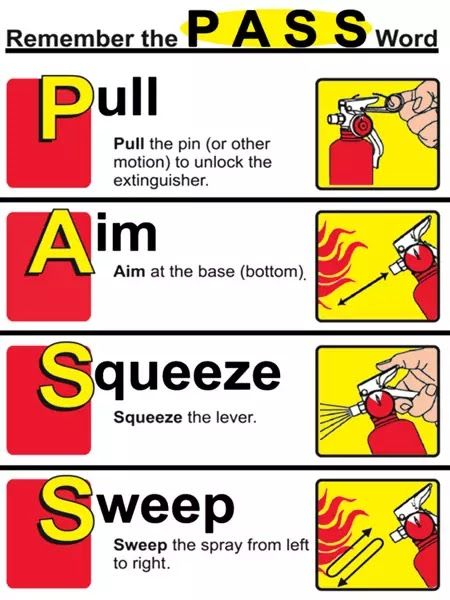 Remember the P A S S Word
Pull
Pull the pin (or other
motion) to unlock the
extinguisher.
Aim
Aim at the base (bottom).
Squeeze
Squeeze the lever.
Sweep
Sweep the spray from left
to right.